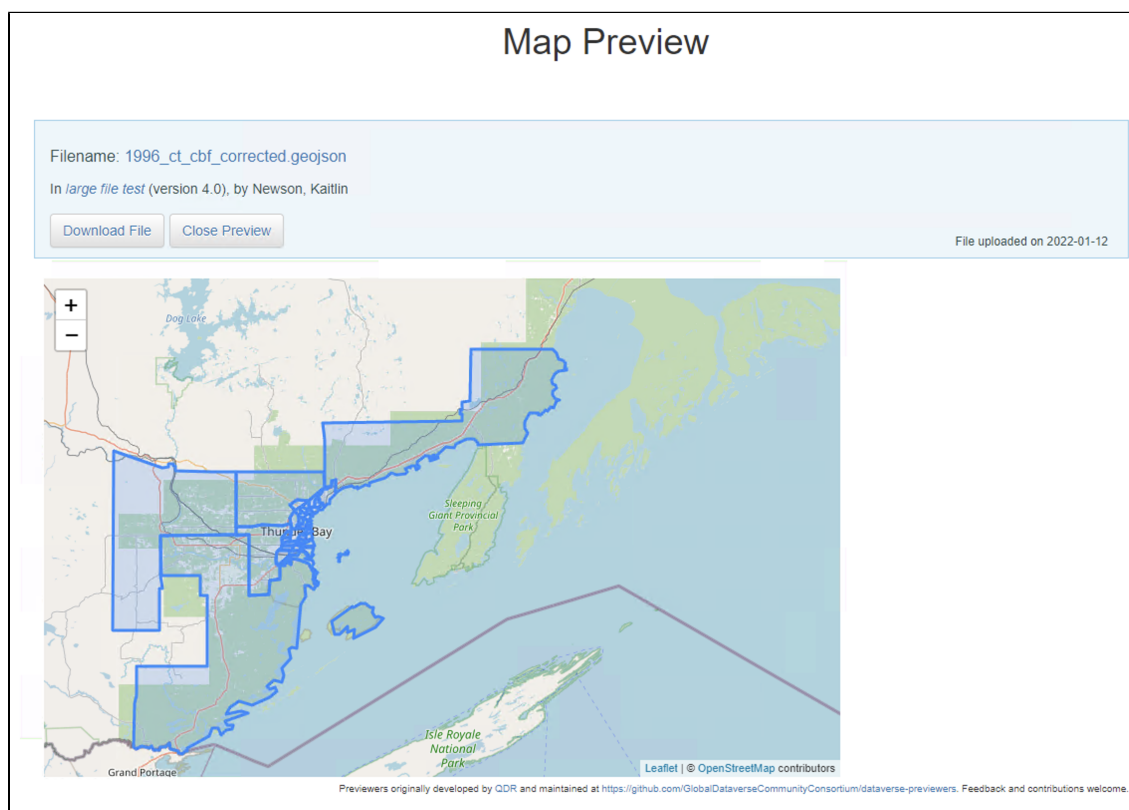 Map Preview
Filename: 1996_ct_cbf_corrected.geojson
In large file test (version 4.0), by Newson, Kaitlin
Download File
Close Preview
File uploaded on 2022-01-12
+
−
Dog Lake
Thunder Bay
Sleeping
Giant Provincial
Park
Isle Royale
National
Park
Grand Portage
Leaflet | © OpenStreetMap contributors
Previewers originally developed by QDR and maintained at https://github.com/GlobalDataverseCommunityConsortium/dataverse-previewers. Feedback and contributions welcome.